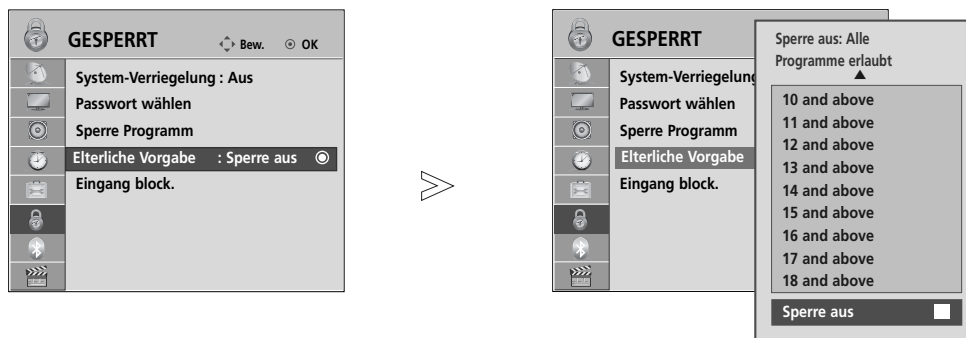 GESPERRT Bew. OK
System-Verriegelung : Aus
Passwort wählen
Sperre Programm
Elterliche Vorgabe : Sperre aus
Eingang block.
GESPERRT
System-Verriegelung
Passwort wählen
Sperre Programm
Elterliche Vorgabe
Eingang block.
Sperre aus: Alle
Programme erlaubt
10 and above
11 and above
12 and above
13 and above
14 and above
15 and above
16 and above
17 and above
18 and above
Sperre aus